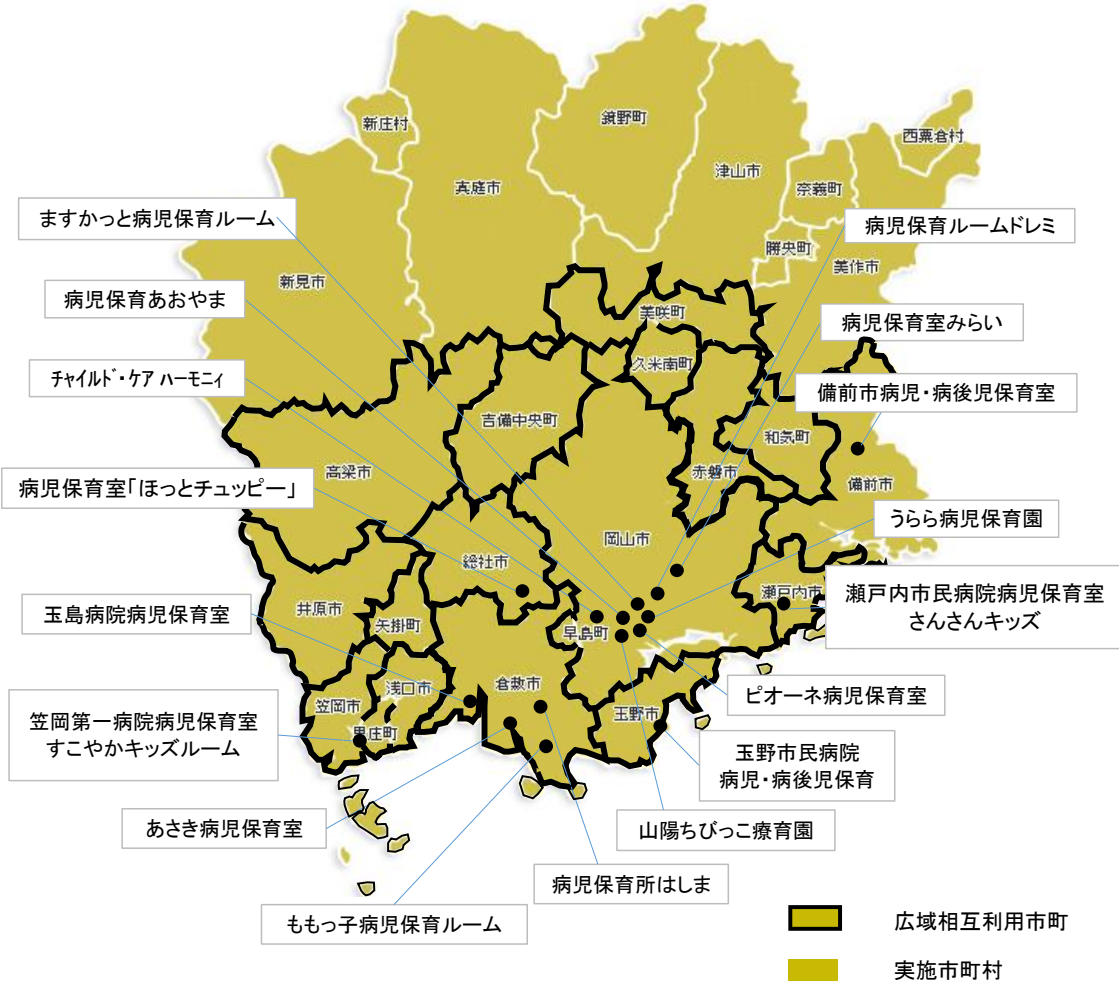 新庄村
鏡野町
西粟倉村
真庭市
津山市
奈義町
ますかっと病児保育ルーム
病児保育ルームドレミ
勝央町
美作市
新見市
病児保育あおやま
美咲町
病児保育室みらい
久米南町
チャイルド・ケア ハーモニィ
備前市病児・病後児保育室
吉備中央町
和気町
高梁市
赤磐市
備前市
病児保育室「ほっとチュッピー」
うらら病児保育園
岡山市
総社市
瀬戸内市
瀬戸内市民病院病児保育室
さんさんキッズ
井原市
玉島病院病児保育室
矢掛町
早島町
倉敷市
浅口市
ピオーネ病児保育室
笠岡市
玉野市
笠岡第一病院病児保育室
すこやかキッズルーム
里庄町
玉野市民病院
病児・病後児保育
あさき病児保育室
山陽ちびっこ療育園
病児保育所はしま
ももっ子病児保育ルーム
広域相互利用市町
実施市町村